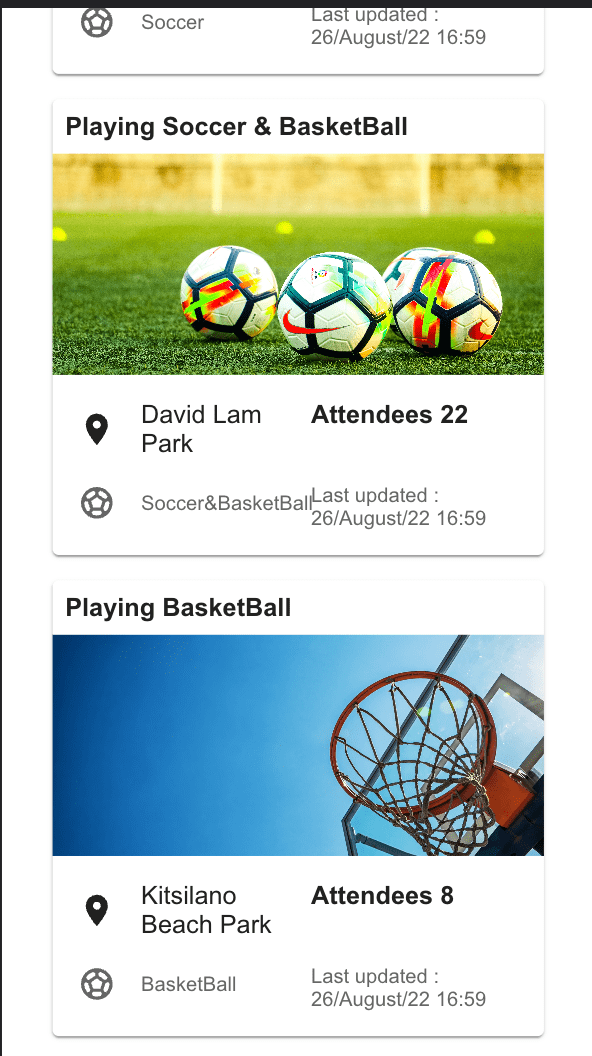 Soccer
Last updated :
26/August/22 16:59
Playing Soccer & BasketBall
David Lam
Park
Attendees 22
Soccer&BasketBall
Last updated :
26/August/22 16:59
Playing BasketBall
Kitsilano
Beach Park
Attendees 8
BasketBall
Last updated :
26/August/22 16:59